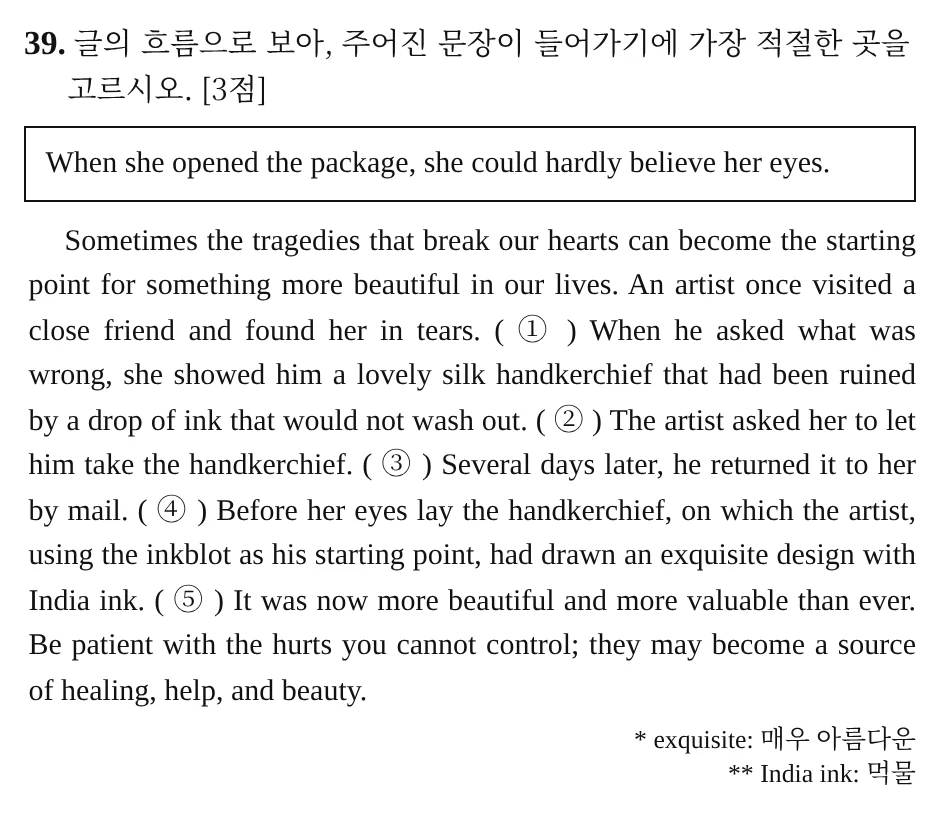 39. 글의 흐름으로 보아, 주어진 문장이 들어가기에 가장 적절한 곳을
고르시오. [3점]
When she opened the package, she could hardly believe her eyes.
Sometimes the tragedies that break our hearts can become the starting
point for something more beautiful in our lives. An artist once visited a
close friend and found her in tears. ( ① ) When he asked what was
wrong, she showed him a lovely silk handkerchief that had been ruined
by a drop of ink that would not wash out. ( ② ) The artist asked her to let
him take the handkerchief. ( ③ ) Several days later, he returned it to her
by mail. ( ④ ) Before her eyes lay the handkerchief, on which the artist,
using the inkblot as his starting point, had drawn an exquisite design with
India ink. ( ⑤ ) It was now more beautiful and more valuable than ever.
Be patient with the hurts you cannot control; they may become a source
of healing, help, and beauty.
* exquisite: 매우 아름다운
** India ink: 먹물